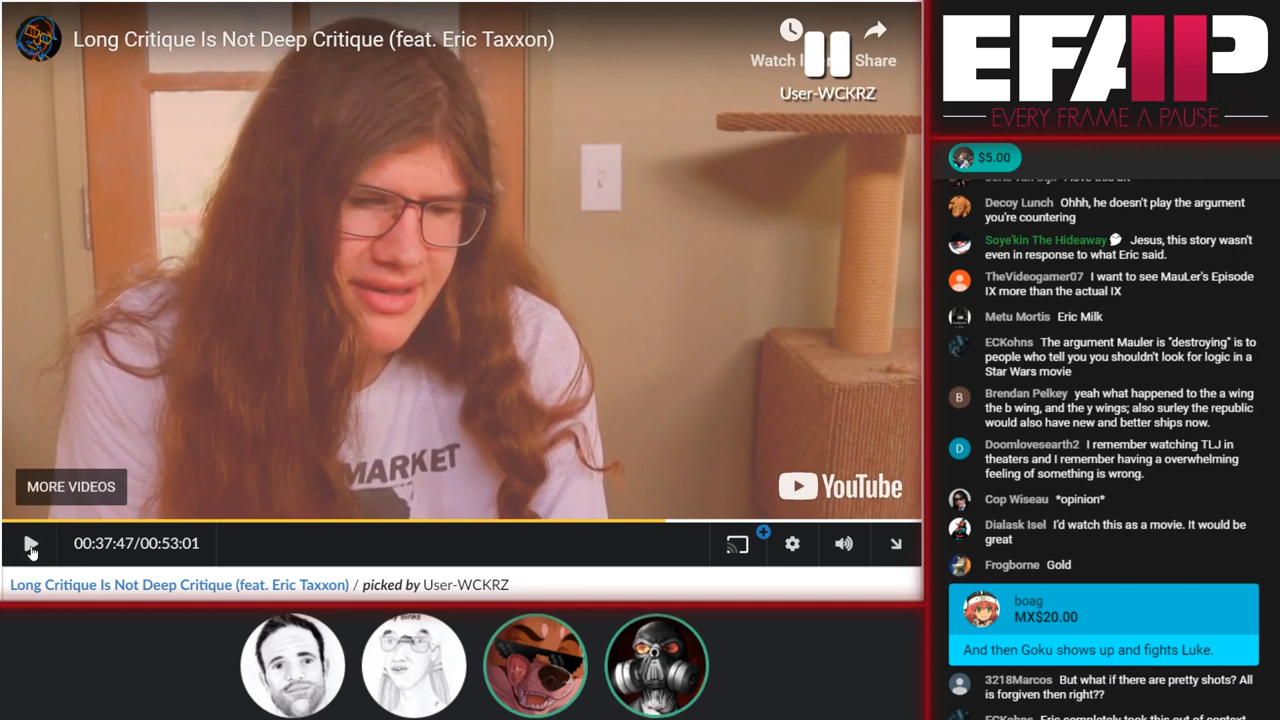 Long Critique Is Not Deep Critique (feat. Eric Taxxon)
Share
User-WCKRZ
MARKET
MORE VIDEOS
YouTube
00:37:47/00:53:01
Long Critique Is Not Deep Critique (feat. Eric Taxxon) / picked by User-WCKRZ
EFAP
EVERY FRAME A PAUSE
$5.00
Decoy Lunch Ohhh, he doesn't play the argument
you're countering
Soye'kin The Hideaway Jesus, this story wasn't
even in response to what Eric said.
TheVideogamer07 I want to see MauLer's Episode
IX more than the actual IX
Metu Mortis Eric Milk
ECKohns The argument Mauler is "destroying" is to
people who tell you you shouldn't look for logic in a
Star Wars movie
B
Brendan Pelkey yeah what happened to the a wing
the b wing, and the y wings; also surley the republic
would also have new and better ships now.
D
Doomlovesearth2 I remember watching TLJ in
theaters and I remember having a overwhelming
feeling of something is wrong.
Cop Wiseau *opinion*
Dialask Isel I'd watch this as a movie. It would be
great
Frogborne Gold
boag
MX$20.00
And then Goku shows up and fights Luke.
3218Marcos But what if there are pretty shots? All
is forgiven then right??
ECKohns Eric completely took this out of context